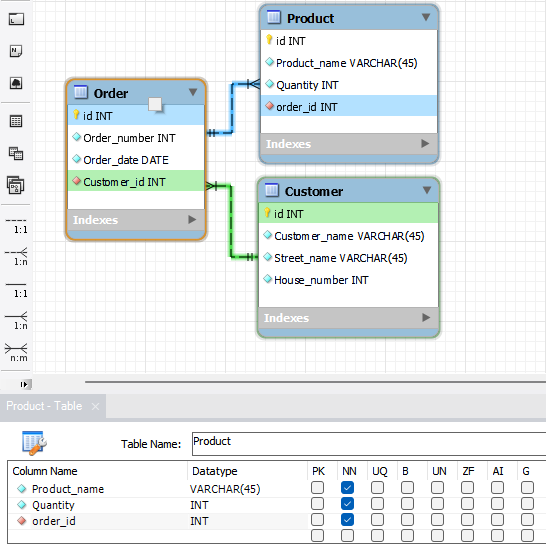 Product
id INT
Product_name VARCHAR(45)
Quantity INT
order_id INT
Indexes
Order
id INT
Order_number INT
Order_date DATE
Customer_id INT
Indexes
Customer
id INT
Customer_name VARCHAR(45)
Street_name VARCHAR(45)
House_number INT
Indexes
1:1
1:n
1:1
1:n
n:m
Product - Table
Table Name: Product
Column Name Datatype PK NN UQ B UN ZF AI G
Product_name VARCHAR(45)
Quantity INT
order_id INT